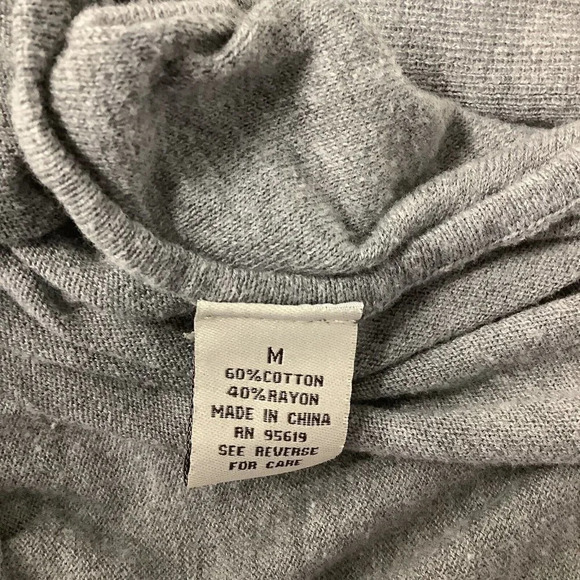 M
60%COTTON
40%RAYON
MADE IN CHINA
RN 95619
SEE REVERSE
FOR CARE